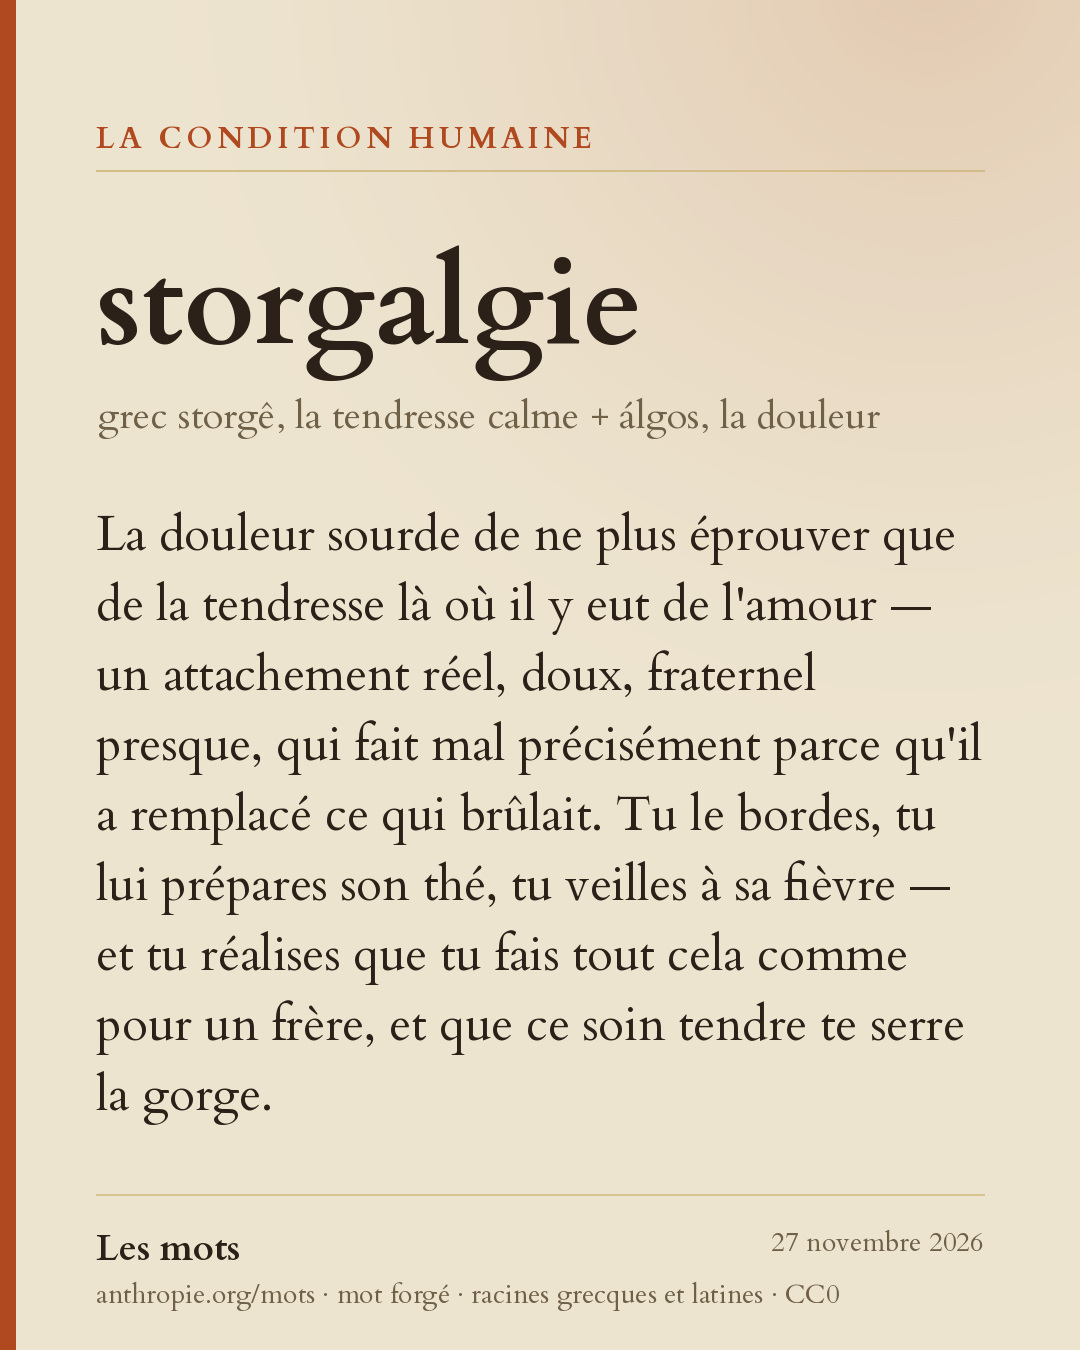 LA CONDITION HUMAINE
storgalgie
grec storgê, la tendresse calme + álgos, la douleur
La douleur sourde de ne plus éprouver que
de la tendresse là où il y eut de l'amour —
un attachement réel, doux, fraternel
presque, qui fait mal précisément parce qu'il
a remplacé ce qui brûlait. Tu le bordes, tu
lui prépares son thé, tu veilles à sa fièvre —
et tu réalises que tu fais tout cela comme
pour un frère, et que ce soin tendre te serre
la gorge.
Les mots
27 novembre 2026
anthropie.org/mots · mot forgé · racines grecques et latines · CC0